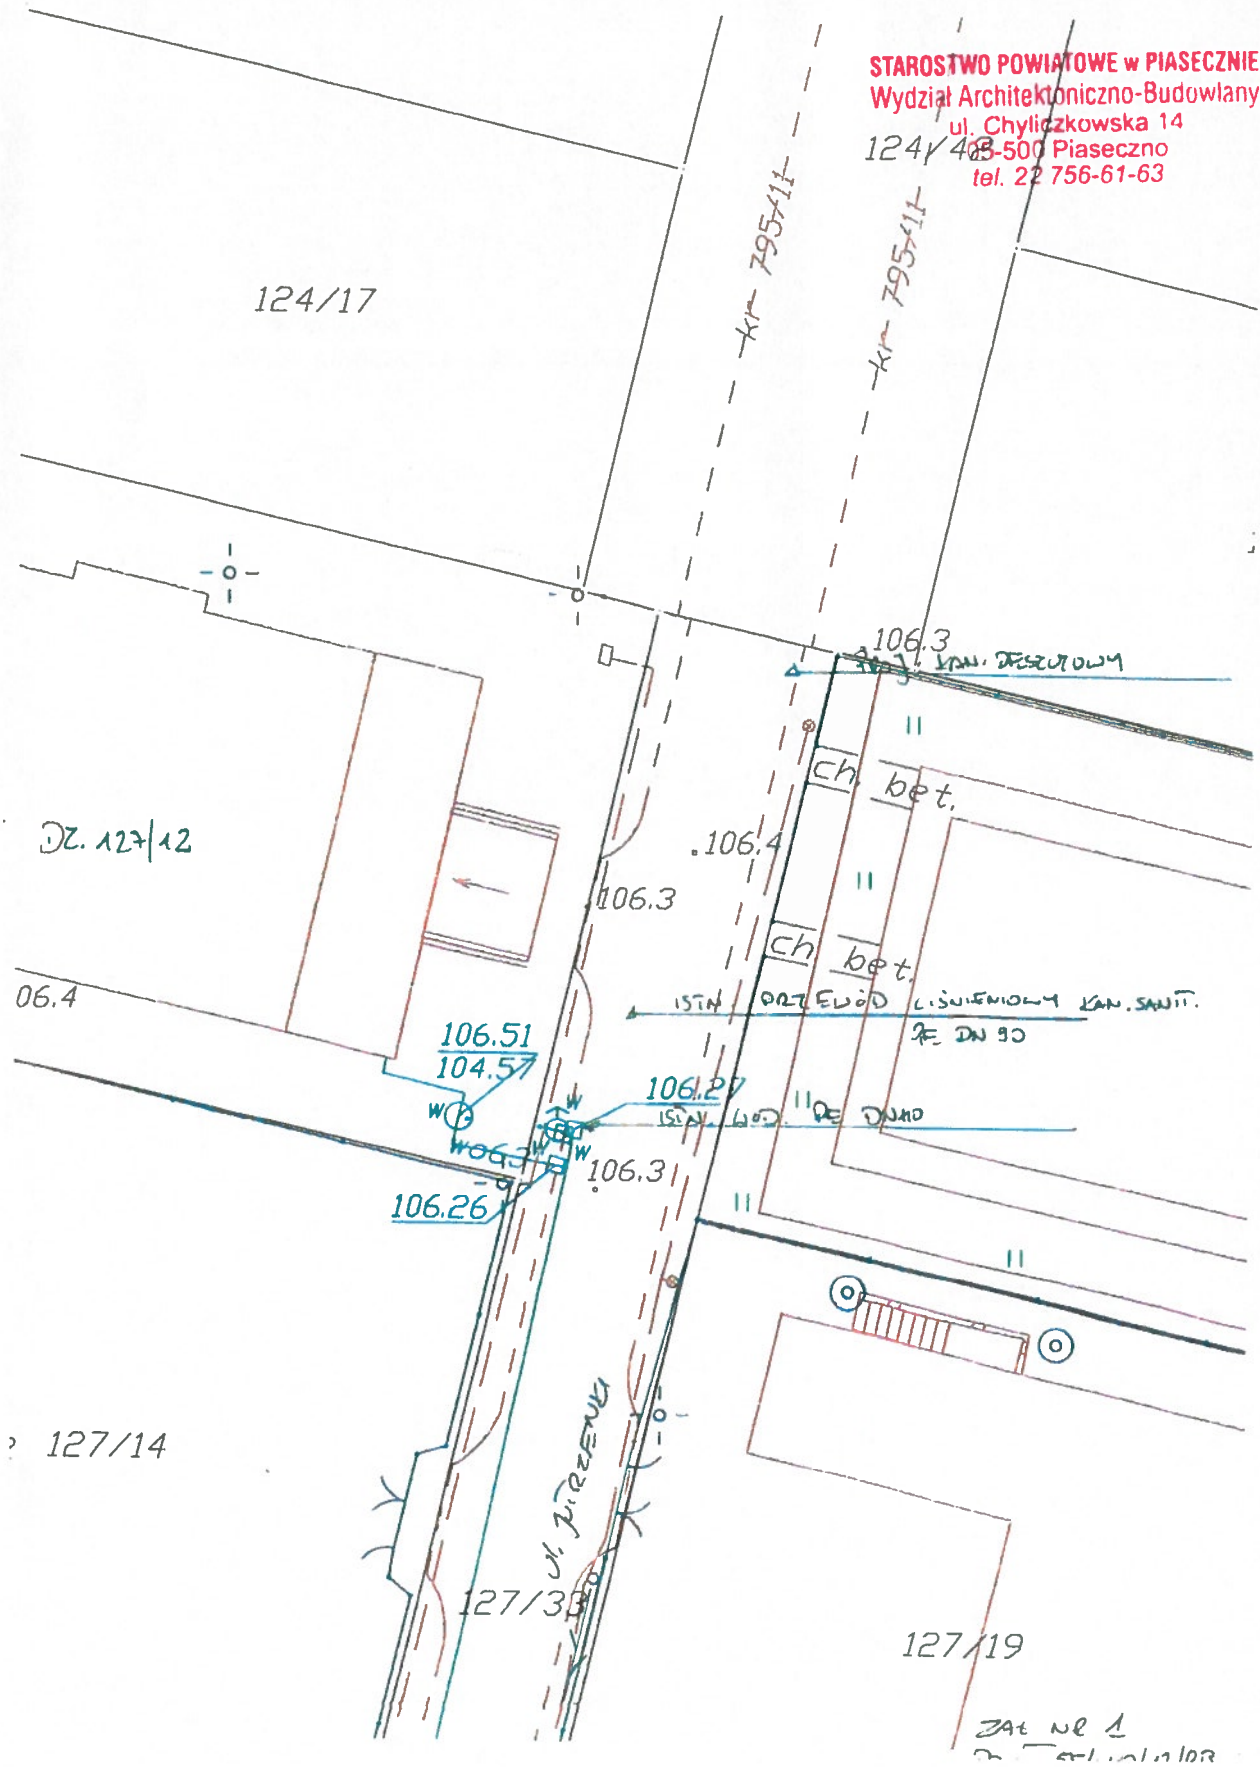 STAROSTWO POWIATOWE w PIASECZNIE
Wydział Architektoniczno-Budowlany
ul. Chyliczkowska 14
05-500 Piaseczno
tel. 22 756-61-63
124/48
kr 795/11
kr 795/11
124/17
106.3
KAN. DESZCZOWY
ch. bet.
DZ. 127/12
.106.4
106.3
ch bet.
06.4
ISTN. PRZEWÓD CIŚNIENIOWY KAN. SANIT.
PE DN 90
106.51
104.57
106.27
W
W
ISTN. WOD. PE DN110
W
W
W
106.3
106.26
127/14
ul.
127/33
127/19
ZAŁ NR 1